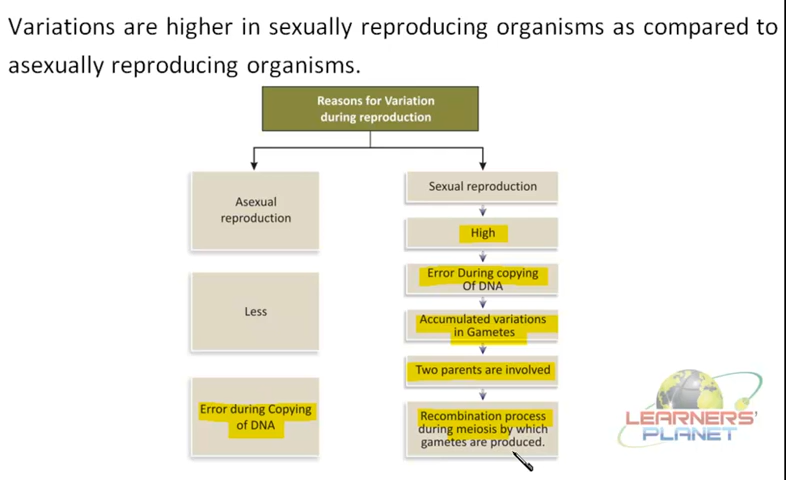 Variations are higher in sexually reproducing organisms as compared to
asexually reproducing organisms.
Reasons for Variation
during reproduction
Asexual
reproduction
Less
Error during Copying
of DNA
Sexual reproduction
High
Error During copying
Of DNA
Accumulated variations
in Gametes
Two parents are involved
Recombination process
during meiosis by which
gametes are produced.
LEARNERS'
PLANET